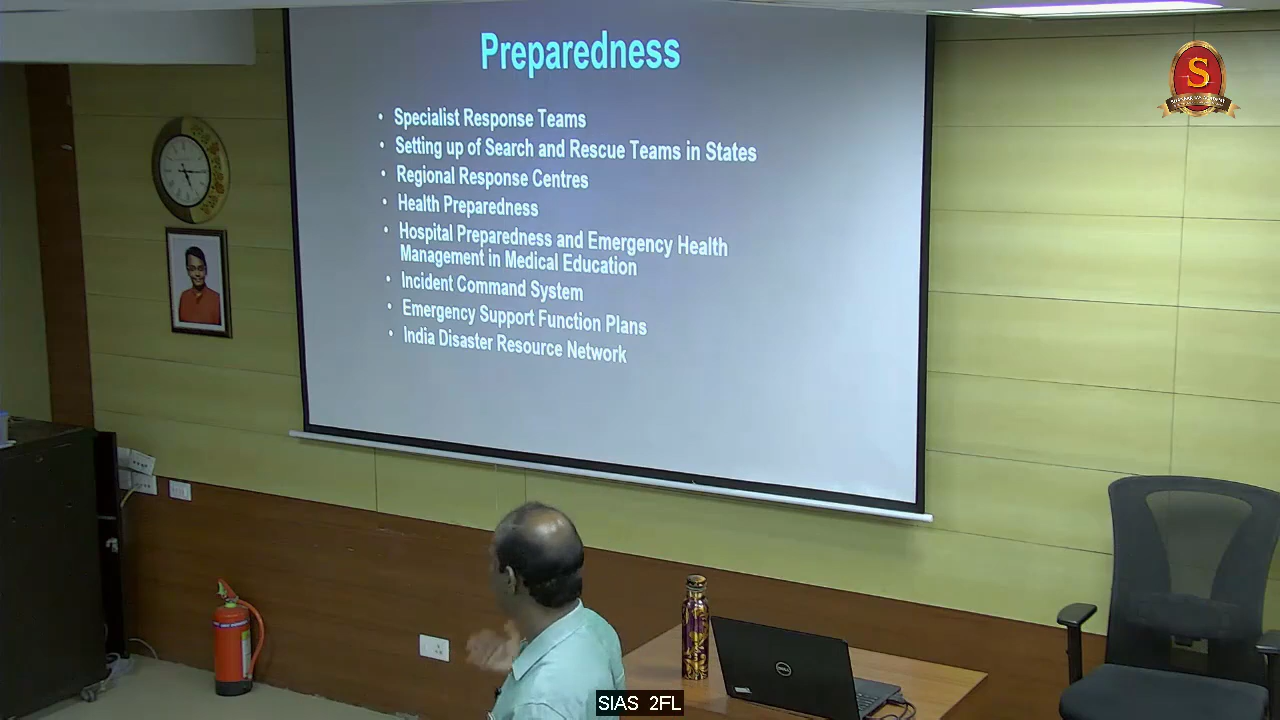 Preparedness
• Specialist Response Teams
• Setting up of Search and Rescue Teams in States
• Regional Response Centres
• Health Preparedness
• Hospital Preparedness and Emergency Health
Management in Medical Education
• Incident Command System
• Emergency Support Function Plans
• India Disaster Resource Network
S
DELL
SIAS 2FL